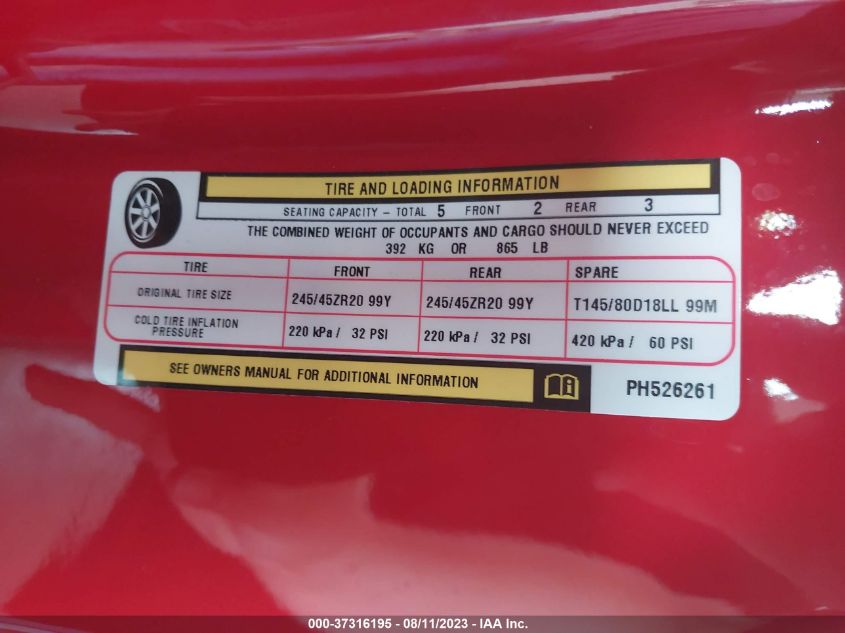 TIRE AND LOADING INFORMATION
SEATING CAPACITY – TOTAL 5 FRONT 2 REAR 3
THE COMBINED WEIGHT OF OCCUPANTS AND CARGO SHOULD NEVER EXCEED
392 KG OR 865 LB
TIRE FRONT REAR SPARE
ORIGINAL TIRE SIZE 245/45ZR20 99Y 245/45ZR20 99Y T145/80D18LL 99M
COLD TIRE INFLATION
PRESSURE 220 kPa / 32 PSI 220 kPa / 32 PSI 420 kPa / 60 PSI
SEE OWNERS MANUAL FOR ADDITIONAL INFORMATION
PH526261
000-37316195 - 08/11/2023 - IAA Inc.